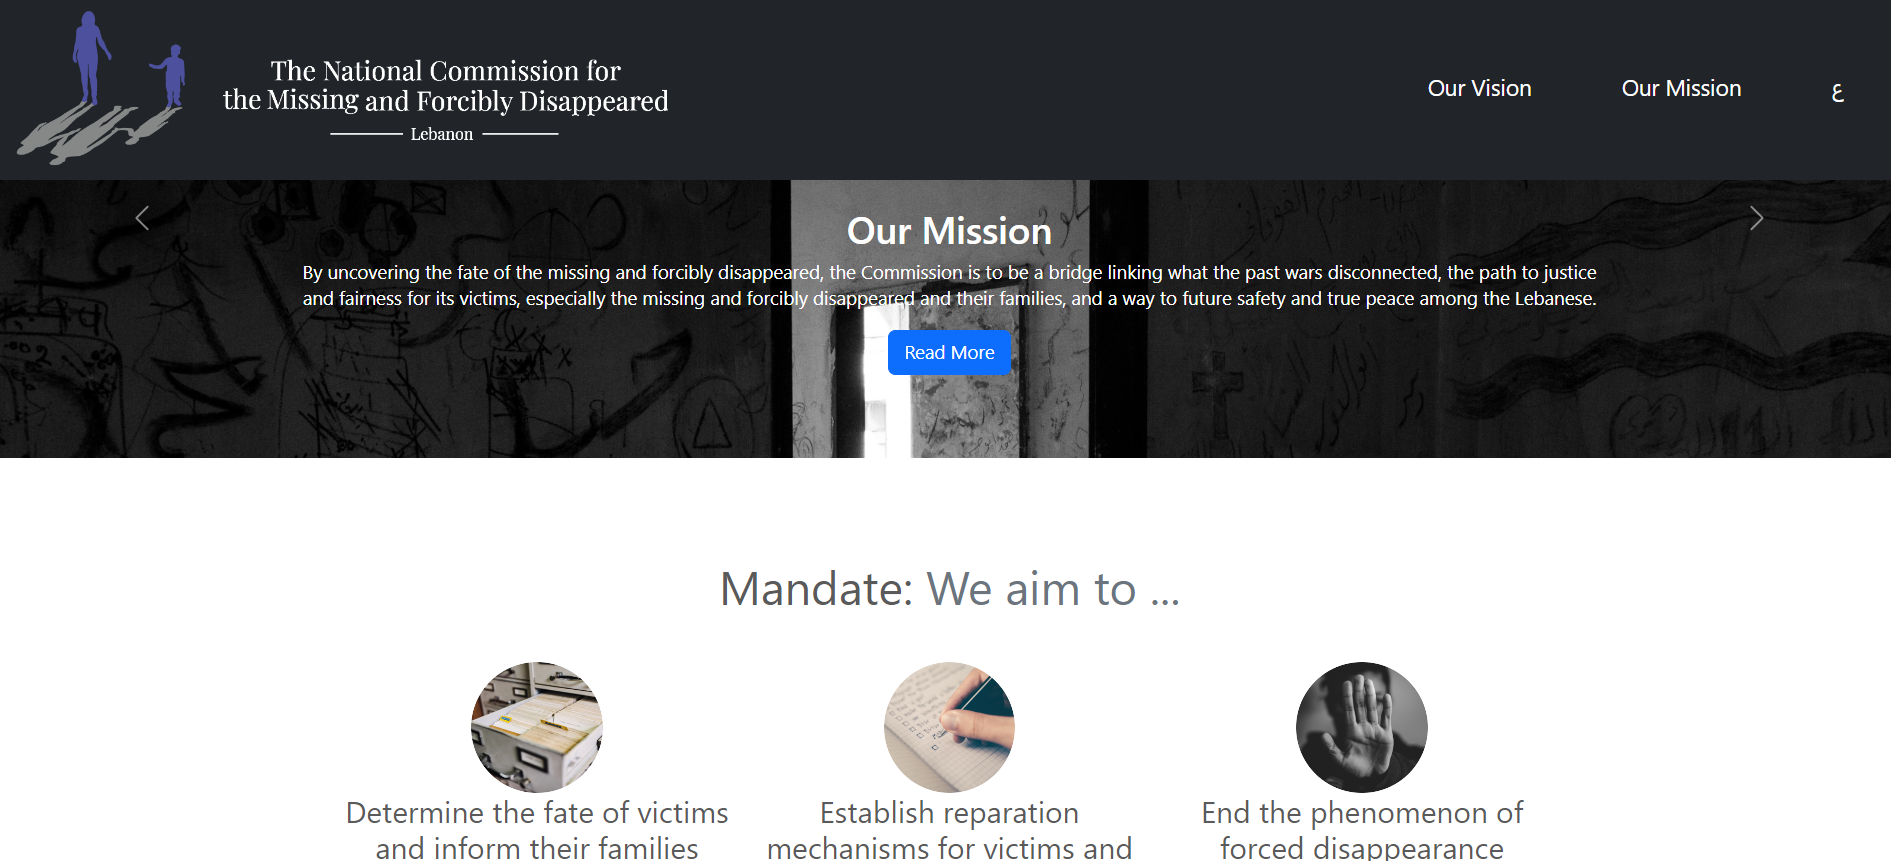 The National Commission for
the Missing and Forcibly Disappeared
Lebanon
Our Vision
Our Mission
ع
Our Mission
By uncovering the fate of the missing and forcibly disappeared, the Commission is to be a bridge linking what the past wars disconnected, the path to justice
and fairness for its victims, especially the missing and forcibly disappeared and their families, and a way to future safety and true peace among the Lebanese.
Read More
Mandate: We aim to ...
Determine the fate of victims
and inform their families
Establish reparation
mechanisms for victims and
End the phenomenon of
forced disappearance